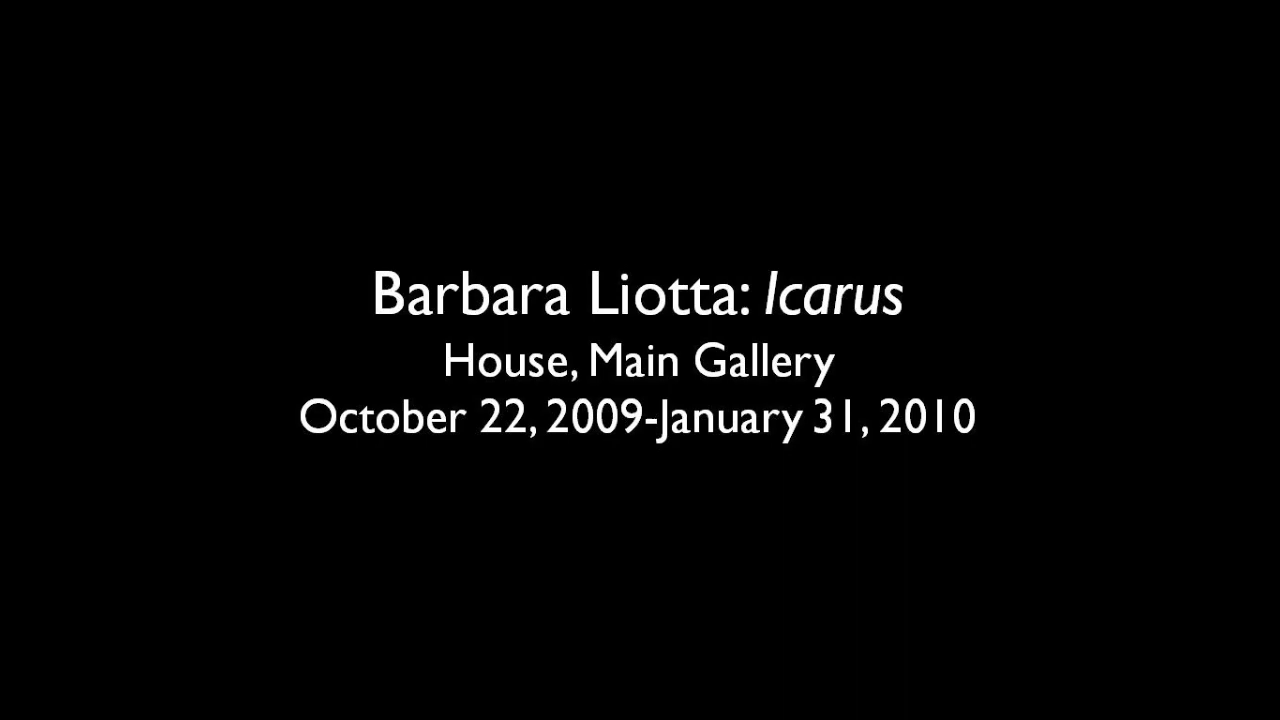 Barbara Liotta: Icarus
House, Main Gallery
October 22, 2009-January 31, 2010